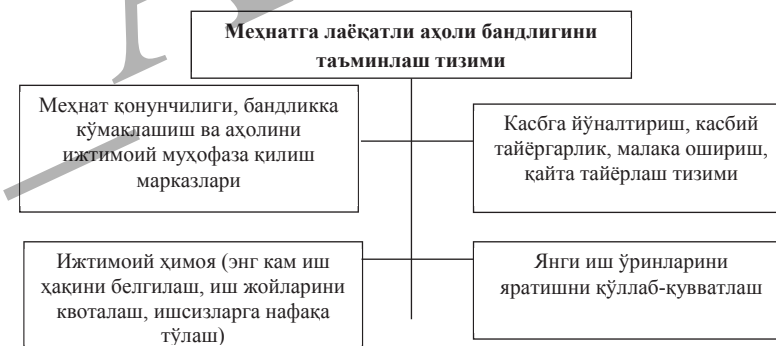 Меҳнатга лаёқатли аҳоли бандлигини
таъминлаш тизими
Меҳнат қонунчилиги, бандликка
кўмаклашиш ва аҳолини
ижтимоий муҳофаза қилиш
марказлари
Касбга йўналтириш, касбий
тайёргарлик, малака ошириш,
қайта тайёрлаш тизими
Ижтимоий ҳимоя (энг кам иш
ҳақини белгилаш, иш жойларини
квоталаш, ишсизларга нафақа
тўлаш)
Янги иш ўринларини
яратишни қўллаб-қувватлаш